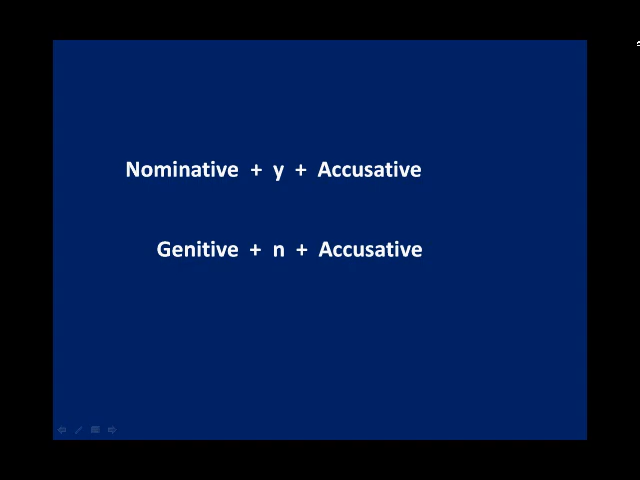 Nominative + y + Accusative
Genitive + n + Accusative